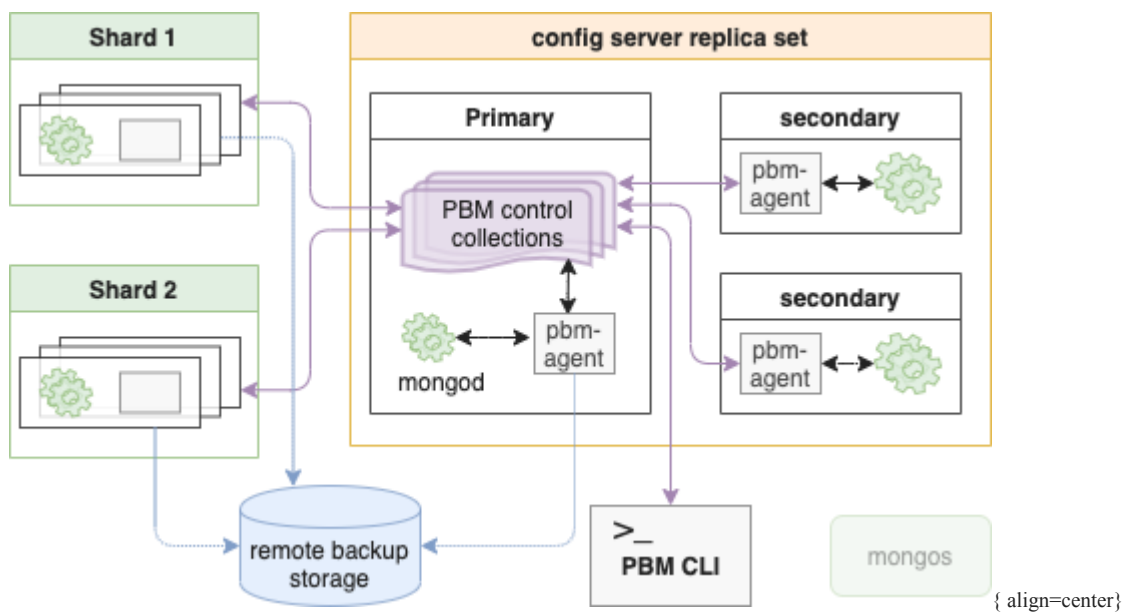 Shard 1
config server replica set
Primary
secondary
pbm-
agent
PBM control
collections
Shard 2
secondary
pbm-
agent
pbm-
agent
mongod
remote backup
storage
>_
PBM CLI
mongos
{ align=center}